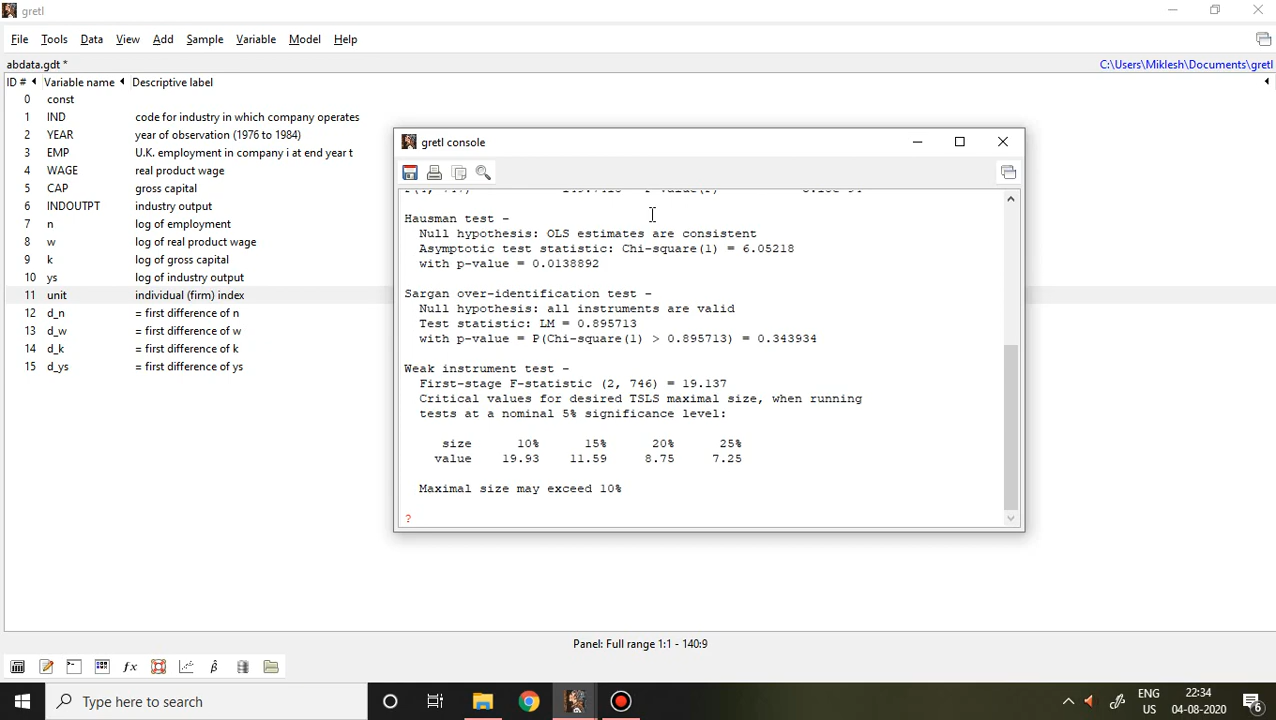 gretl
File Tools Data View Add Sample Variable Model Help
abdata.gdt *
C:\Users\Miklesh\Documents\gretl
ID # Variable name Descriptive label
0 const
1 IND code for industry in which company operates
2 YEAR year of observation (1976 to 1984)
3 EMP U.K. employment in company i at end year t
4 WAGE real product wage
5 CAP gross capital
6 INDOUTPT industry output
7 n log of employment
8 w log of real product wage
9 k log of gross capital
10 ys log of industry output
11 unit individual (firm) index
12 d_n = first difference of n
13 d_w = first difference of w
14 d_k = first difference of k
15 d_ys = first difference of ys
gretl console
Hausman test -
Null hypothesis: OLS estimates are consistent
Asymptotic test statistic: Chi-square(1) = 6.05218
with p-value = 0.0138892
Sargan over-identification test -
Null hypothesis: all instruments are valid
Test statistic: LM = 0.895713
with p-value = P(Chi-square(1) > 0.895713) = 0.343934
Weak instrument test -
First-stage F-statistic (2, 746) = 19.137
Critical values for desired TSLS maximal size, when running
tests at a nominal 5% significance level:
size 10% 15% 20% 25%
value 19.93 11.59 8.75 7.25
Maximal size may exceed 10%
?
Panel: Full range 1:1 - 140:9
Type here to search
ENG
US
22:34
04-08-2020
6